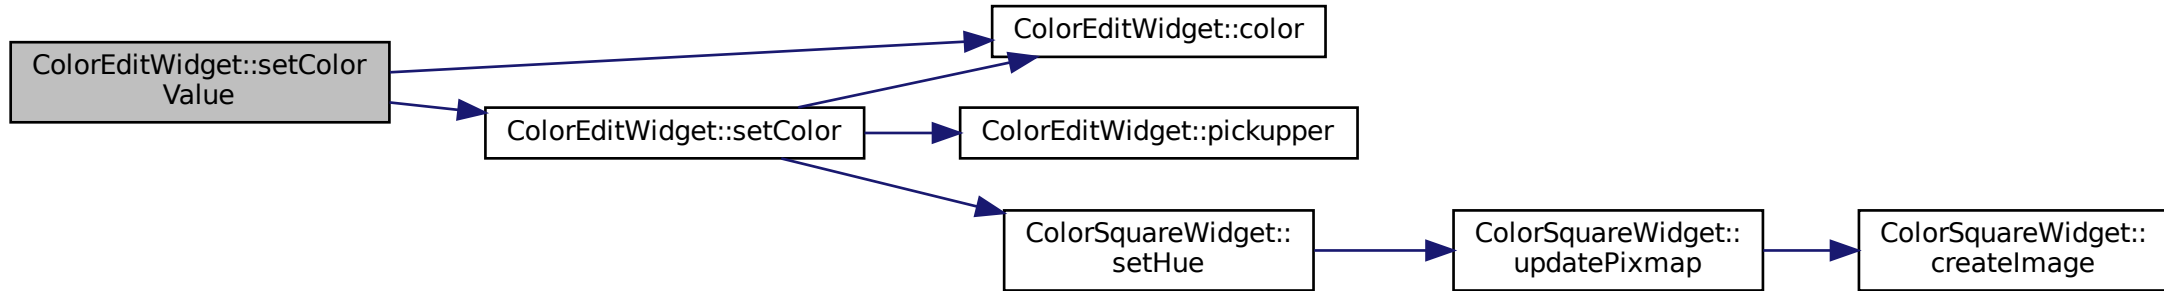 ColorEditWidget::setColor
Value
ColorEditWidget::color
ColorEditWidget::setColor
ColorEditWidget::pickupper
ColorSquareWidget::
setHue
ColorSquareWidget::
updatePixmap
ColorSquareWidget::
createImage